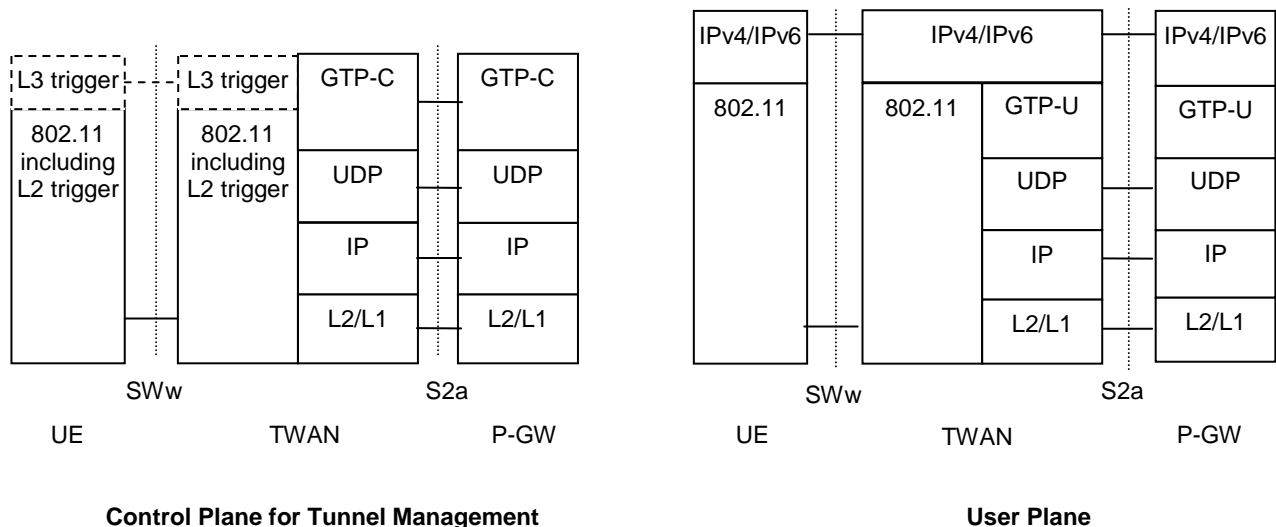 L3 trigger
802.11
including
L2 trigger
L3 trigger
802.11
including
L2 trigger
GTP-C
UDP
IP
L2/L1
GTP-C
UDP
IP
L2/L1
SWw
S2a
UE
TWAN
P-GW
Control Plane for Tunnel Management
IPv4/IPv6
802.11
IPv4/IPv6
802.11
GTP-U
UDP
IP
L2/L1
IPv4/IPv6
GTP-U
UDP
IP
L2/L1
SWw
S2a
UE
TWAN
P-GW
User Plane